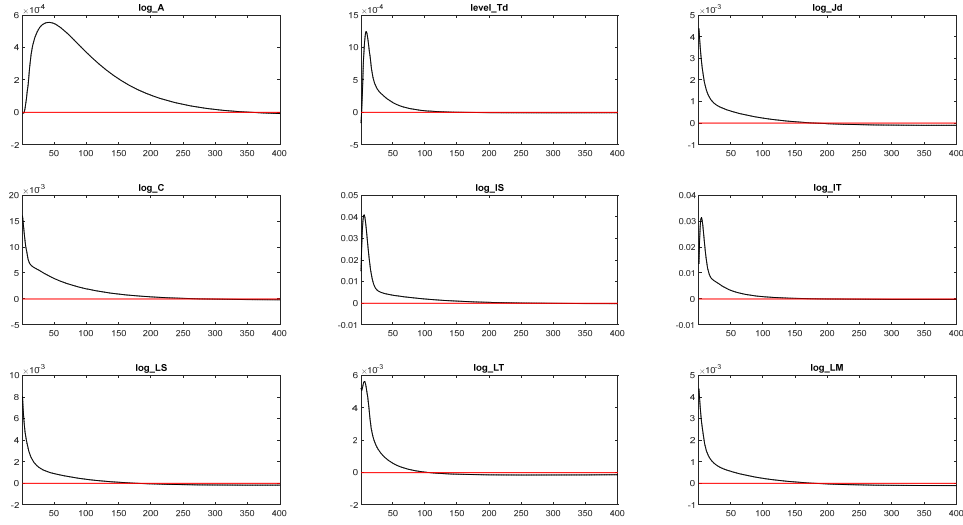 log_A level_Td log_Jd
×10-4 ×10-4 ×10-3
6 15 5
4 10 4
2 5 3
0 0 2
-2 -5 1
0
-1
50 100 150 200 250 300 350 400 50 100 150 200 250 300 350 400 50 100 150 200 250 300 350 400
log_C log_IS log_IT
×10-3
20 0.05 0.04
15 0.04 0.03
10 0.03 0.02
5 0.02 0.01
0 0.01 0
-5 0 -0.01
-0.01
50 100 150 200 250 300 350 400 50 100 150 200 250 300 350 400 50 100 150 200 250 300 350 400
log_LS log_LT log_LM
×10-3 ×10-3 ×10-3
10 6 5
8 4 4
6 2 3
4 0 2
2 -2 1
0 0
-2 -1
50 100 150 200 250 300 350 400 50 100 150 200 250 300 350 400 50 100 150 200 250 300 350 400